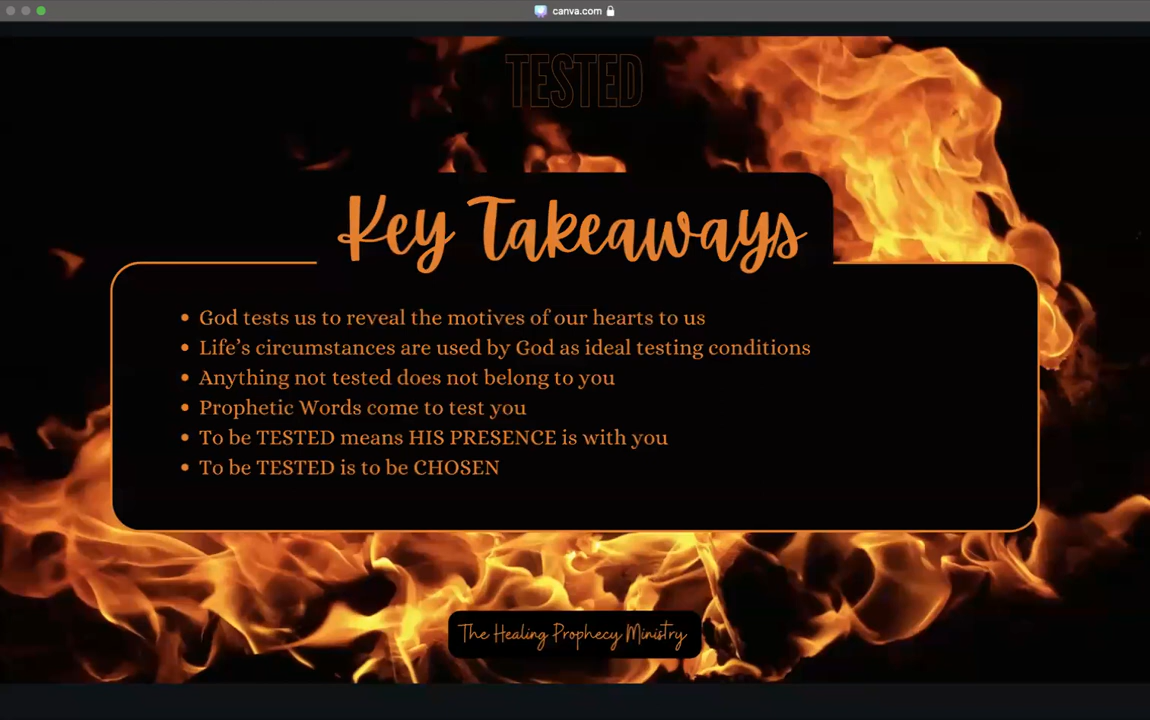 canva.com
TESTED
Key Takeaways
• God tests us to reveal the motives of our hearts to us
• Life’s circumstances are used by God as ideal testing conditions
• Anything not tested does not belong to you
• Prophetic Words come to test you
• To be TESTED means HIS PRESENCE is with you
• To be TESTED is to be CHOSEN
The Healing Prophecy Ministry